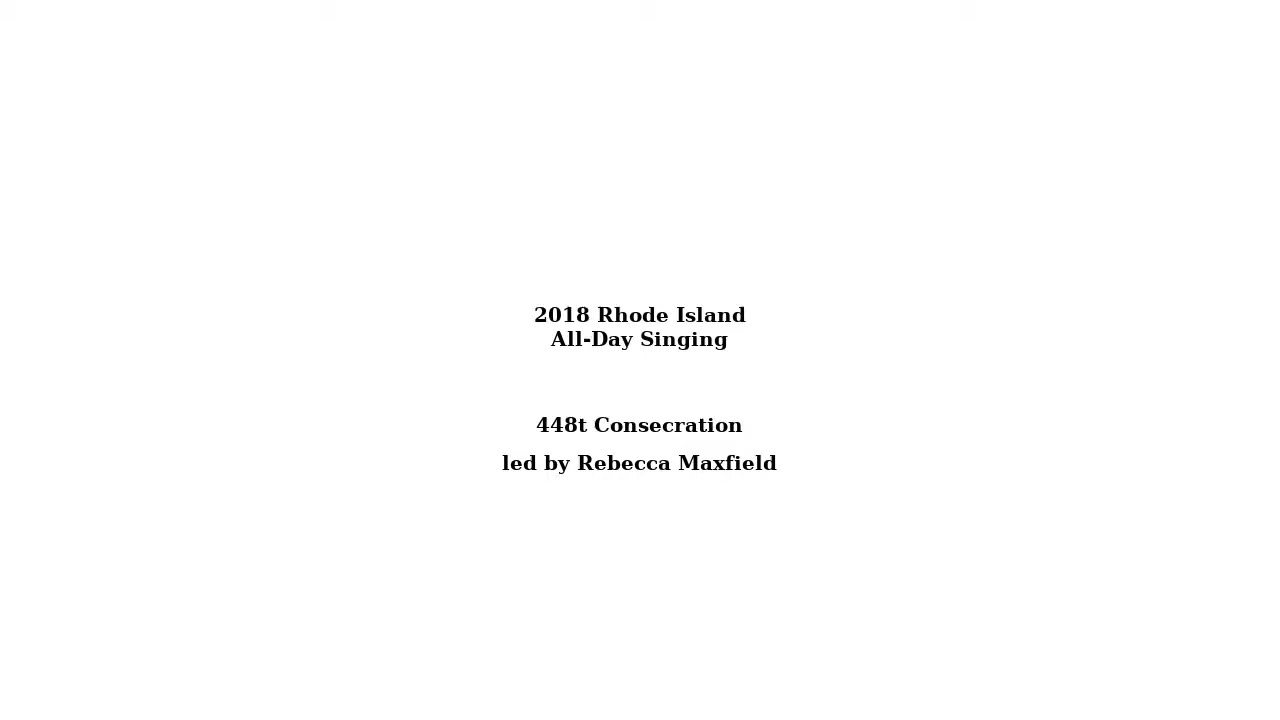 2018 Rhode Island
All-Day Singing
448t Consecration
led by Rebecca Maxfield